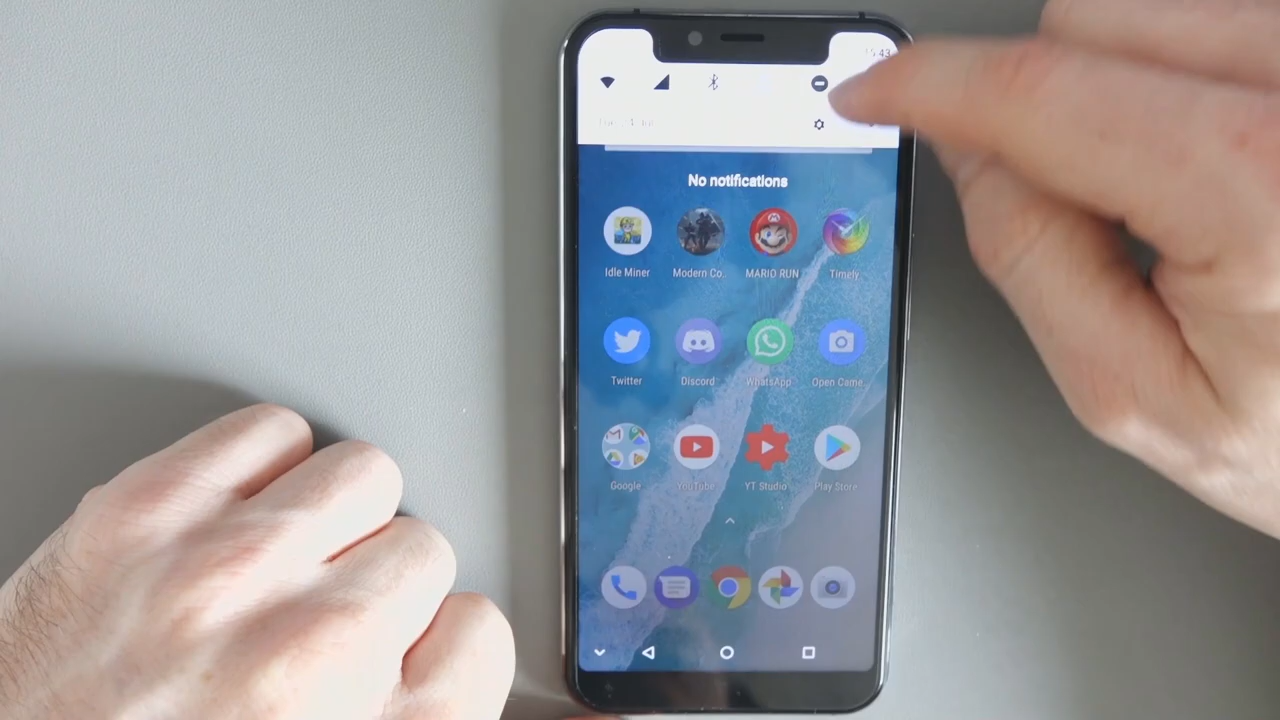 No notifications
Idle Miner Modern Co.. MARIO RUN Timely
Twitter Discord WhatsApp Open Came..
Google YouTube YT Studio Play Store